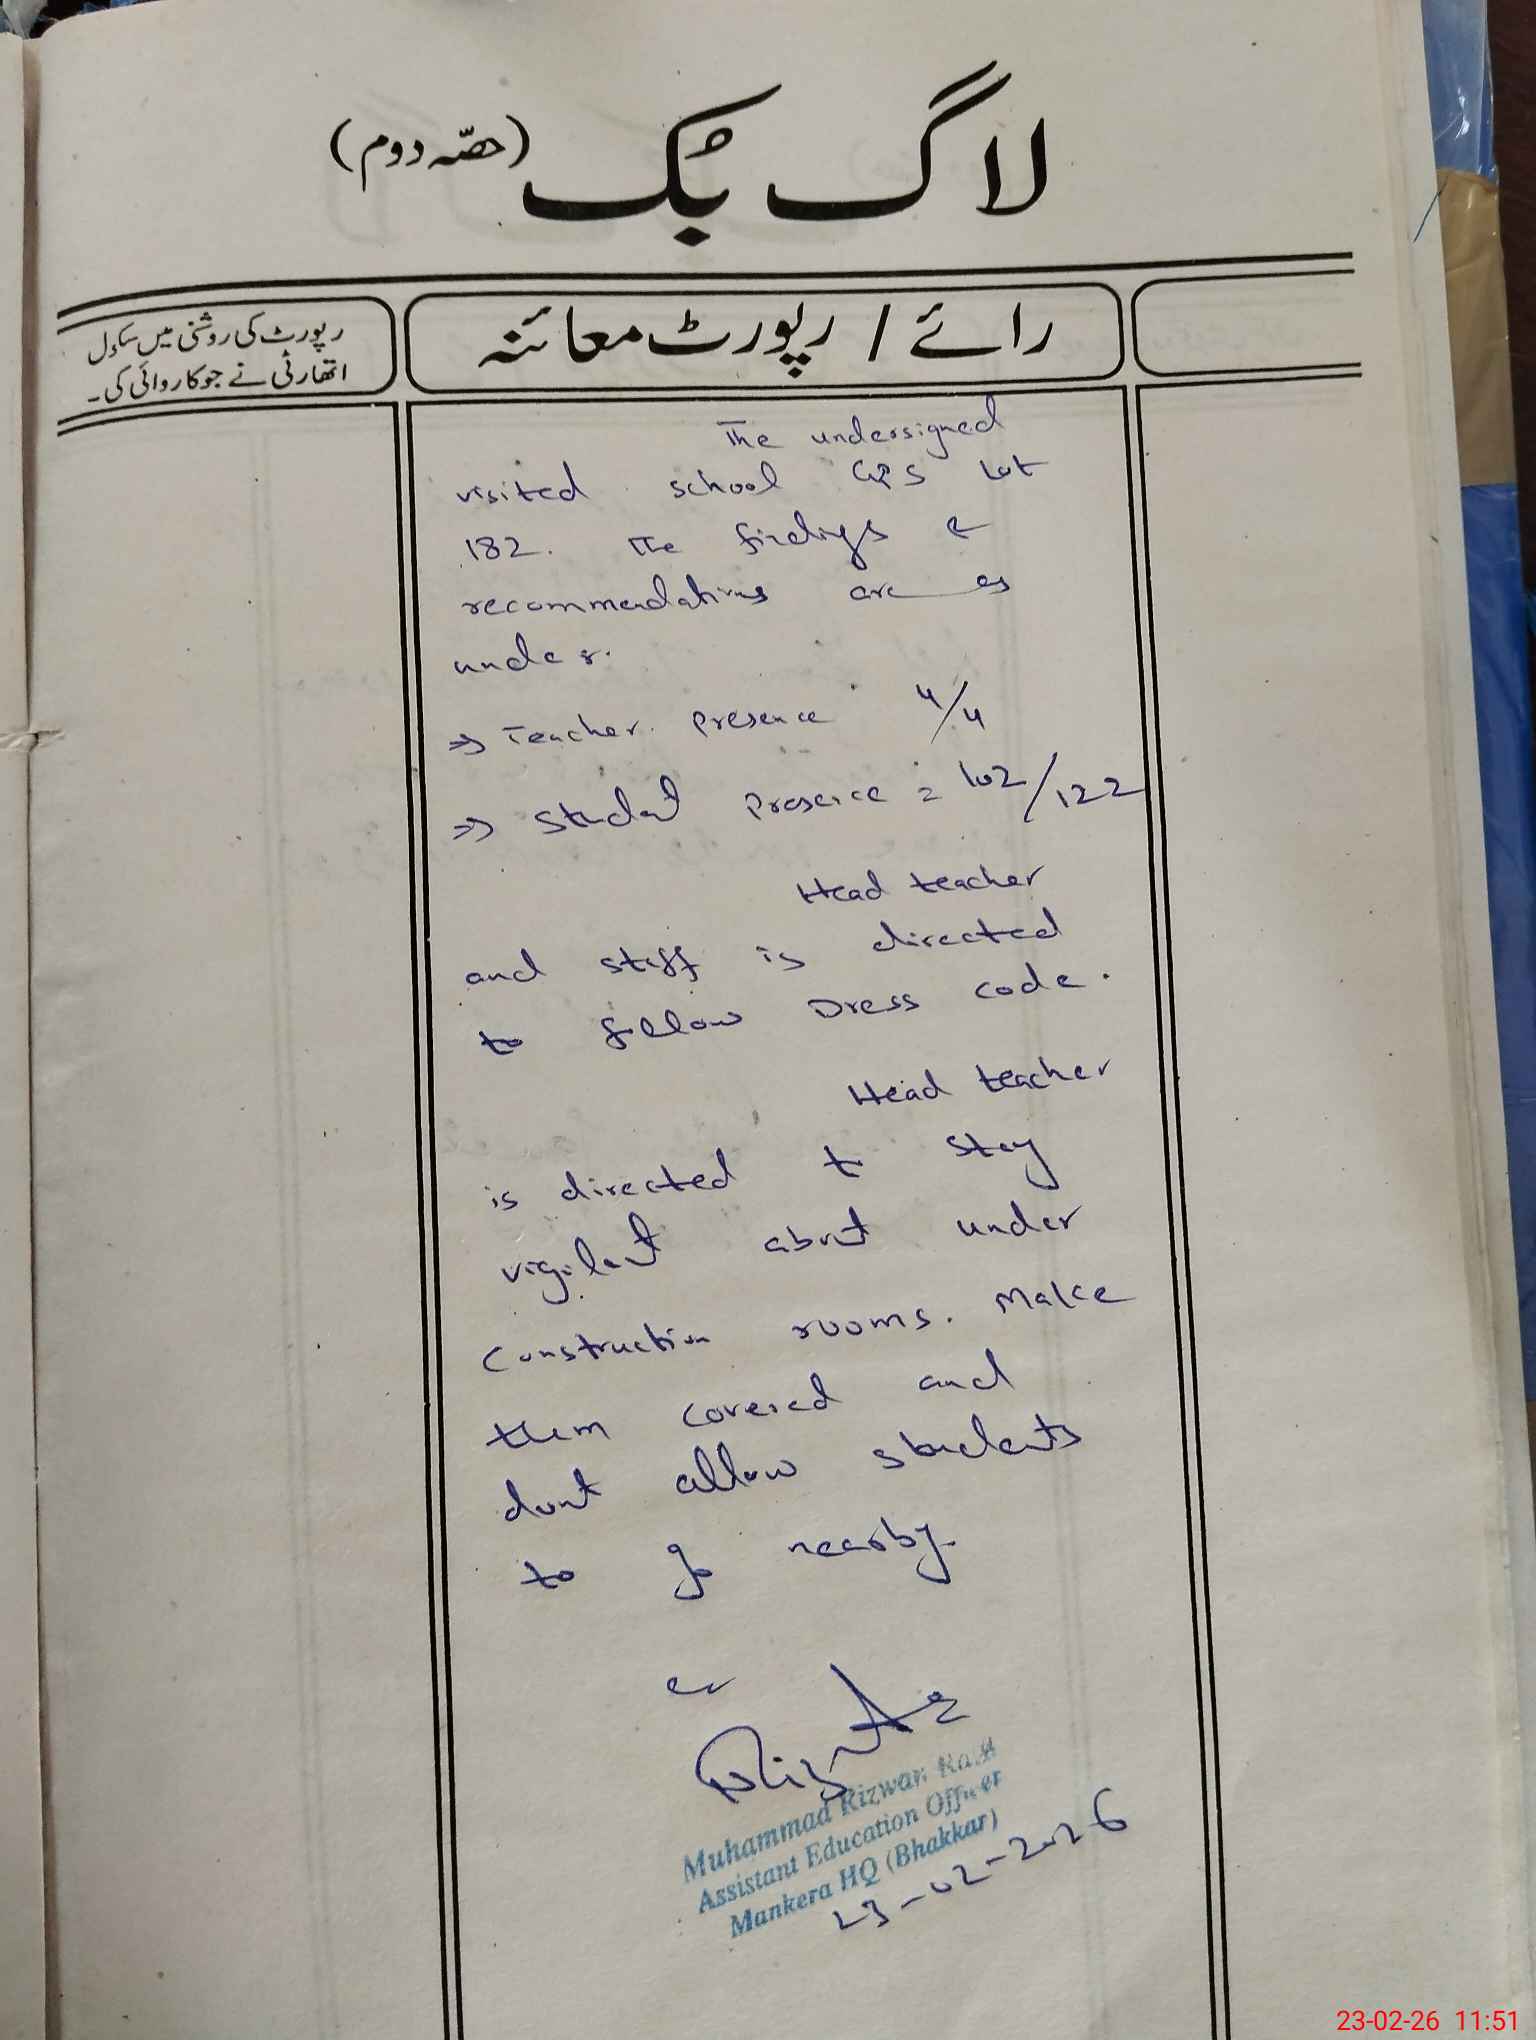 لاگ بک (حصّہ دوم)
رائے / رپورٹ معائنہ
رپورٹ کی روشنی میں سکول
اتھارٹی نے جو کاروائی کی۔
The undersigned
visited school GPS Lot
182. The findings &
recommendations are as
under.
⇒ Teacher presence 4/4
⇒ Student presence = 102/122
Head teacher
and staff is directed
to follow Dress code.
Head teacher
is directed to stay
vigilant about under
construction rooms. Make
them covered and
dont allow students
to go nearby.
Muhammad Rizwan
Assistant Education Officer
Mankera HQ (Bhakkar)
23-02-2026
23-02-26 11:51